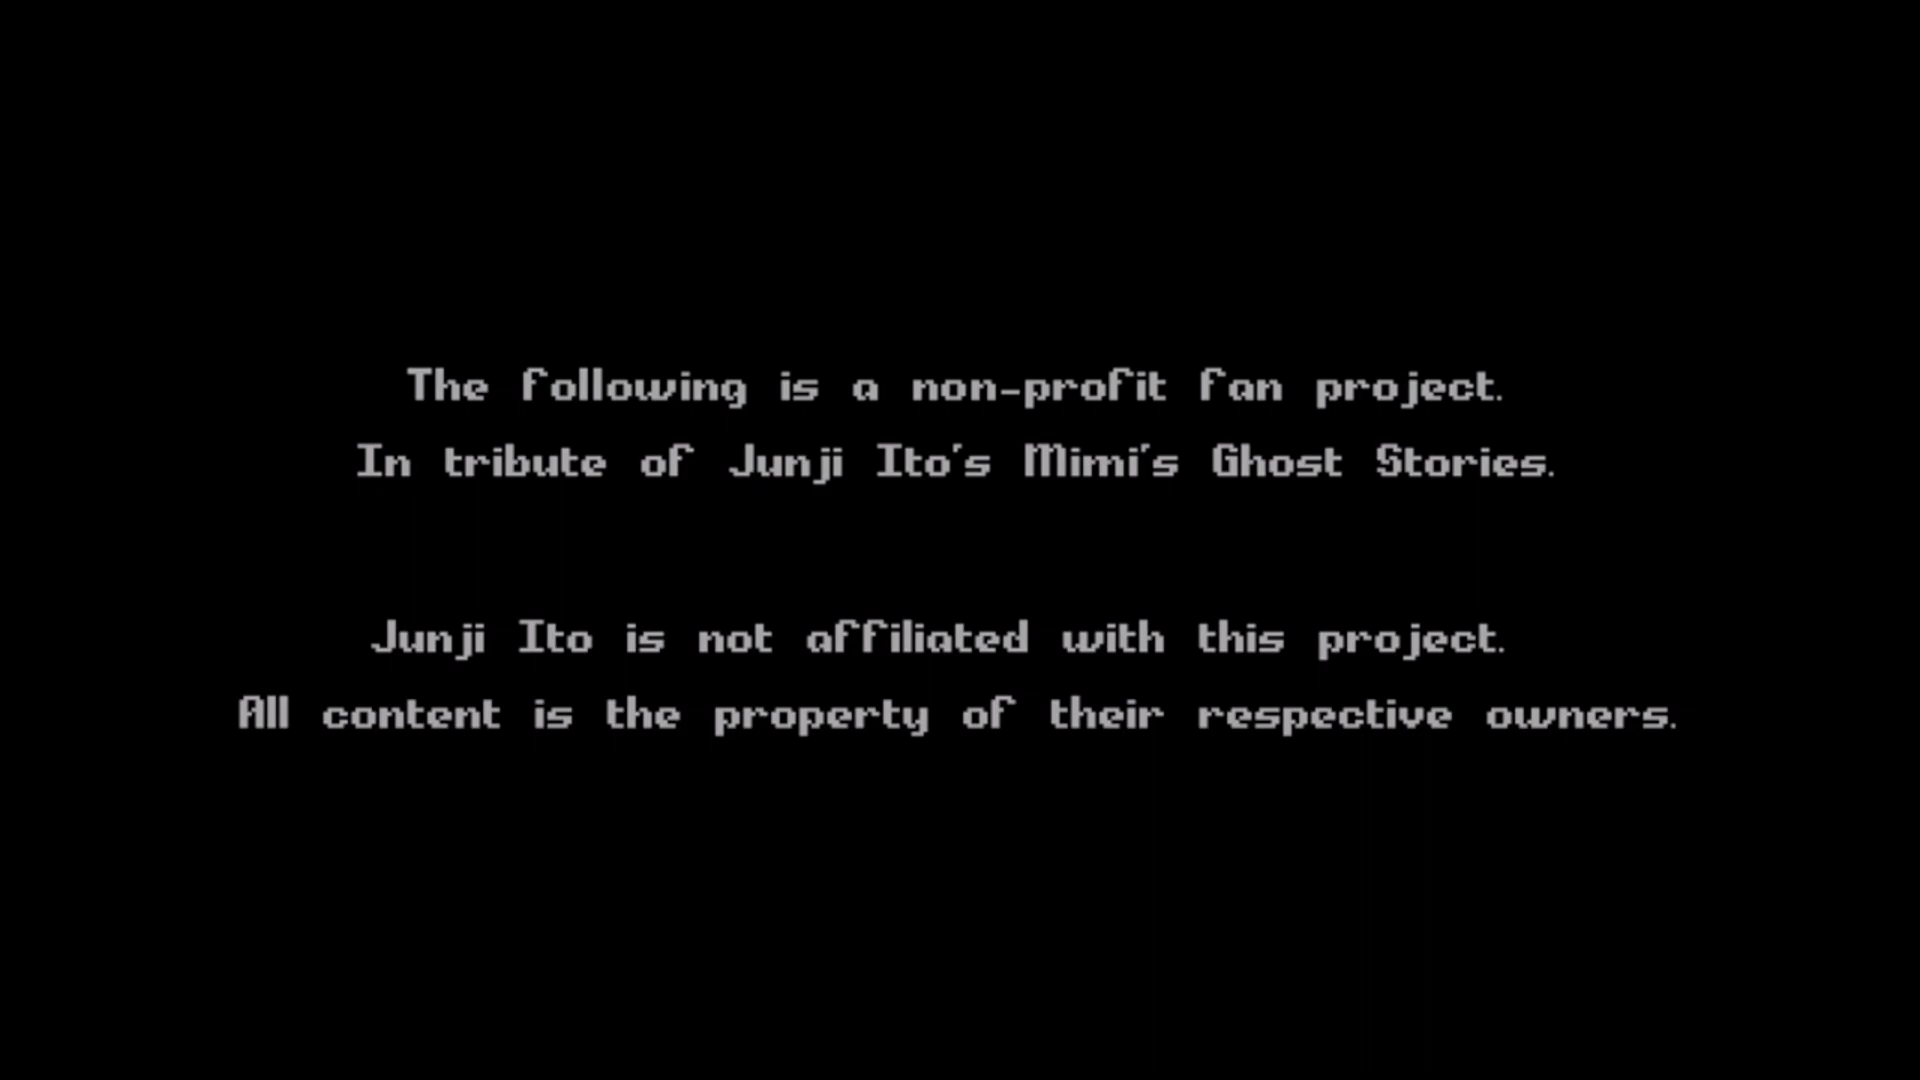 The following is a non-profit fan project.
In tribute of Junji Ito's Mimi's Ghost Stories.
Junji Ito is not affiliated with this project.
All content is the property of their respective owners.